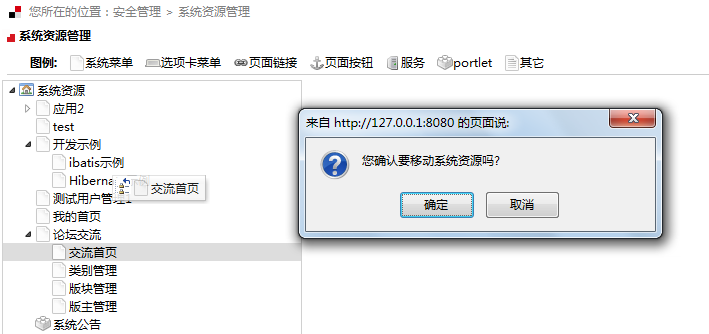 您所在的位置：安全管理 > 系统资源管理
系统资源管理
图例: 系统菜单 选项卡菜单 页面链接 页面按钮 服务 portlet 其它
系统资源
应用2
test
开发示例
ibatis示例
Hiberna
交流首页
测试用户管理1
我的首页
论坛交流
交流首页
类别管理
版块管理
版主管理
系统公告
来自 http://127.0.0.1:8080 的页面说:
您确认要移动系统资源吗?
确定 取消